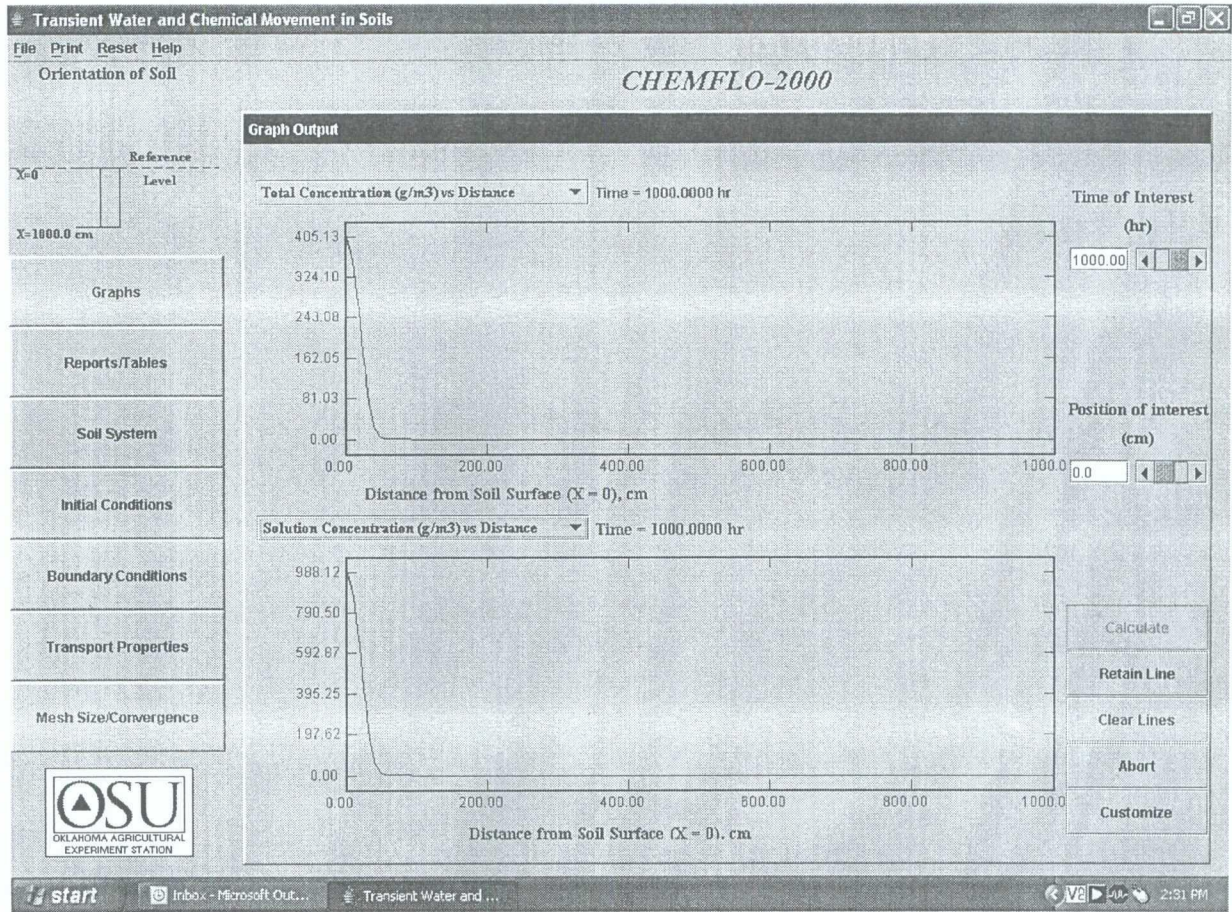 Transient Water and Chemical Movement in Soils
File Print Reset Help
Orientation of Soil
CHEMFLO-2000
Graph Output
Reference
X=0
Level
X=1000.0 cm
Total Concentration (g/m3) vs Distance
Time = 1000.0000 hr
Time of Interest
(hr)
1000.00
405.13
324.10
243.08
162.05
81.03
0.00
0.00 200.00 400.00 600.00 800.00 1000.0
Distance from Soil Surface (X = 0), cm
Position of interest
(cm)
0.0
Graphs
Reports/Tables
Soil System
Initial Conditions
Boundary Conditions
Transport Properties
Mesh Size/Convergence
Solution Concentration (g/m3) vs Distance
Time = 1000.0000 hr
988.12
790.50
592.87
395.25
197.62
0.00
0.00 200.00 400.00 600.00 800.00 1000.0
Distance from Soil Surface (X = 0), cm
Calculate
Retain Line
Clear Lines
Abort
Customize
OSU
OKLAHOMA AGRICULTURAL
EXPERIMENT STATION
start
Inbox - Microsoft Out...
Transient Water and ...
2:31 PM